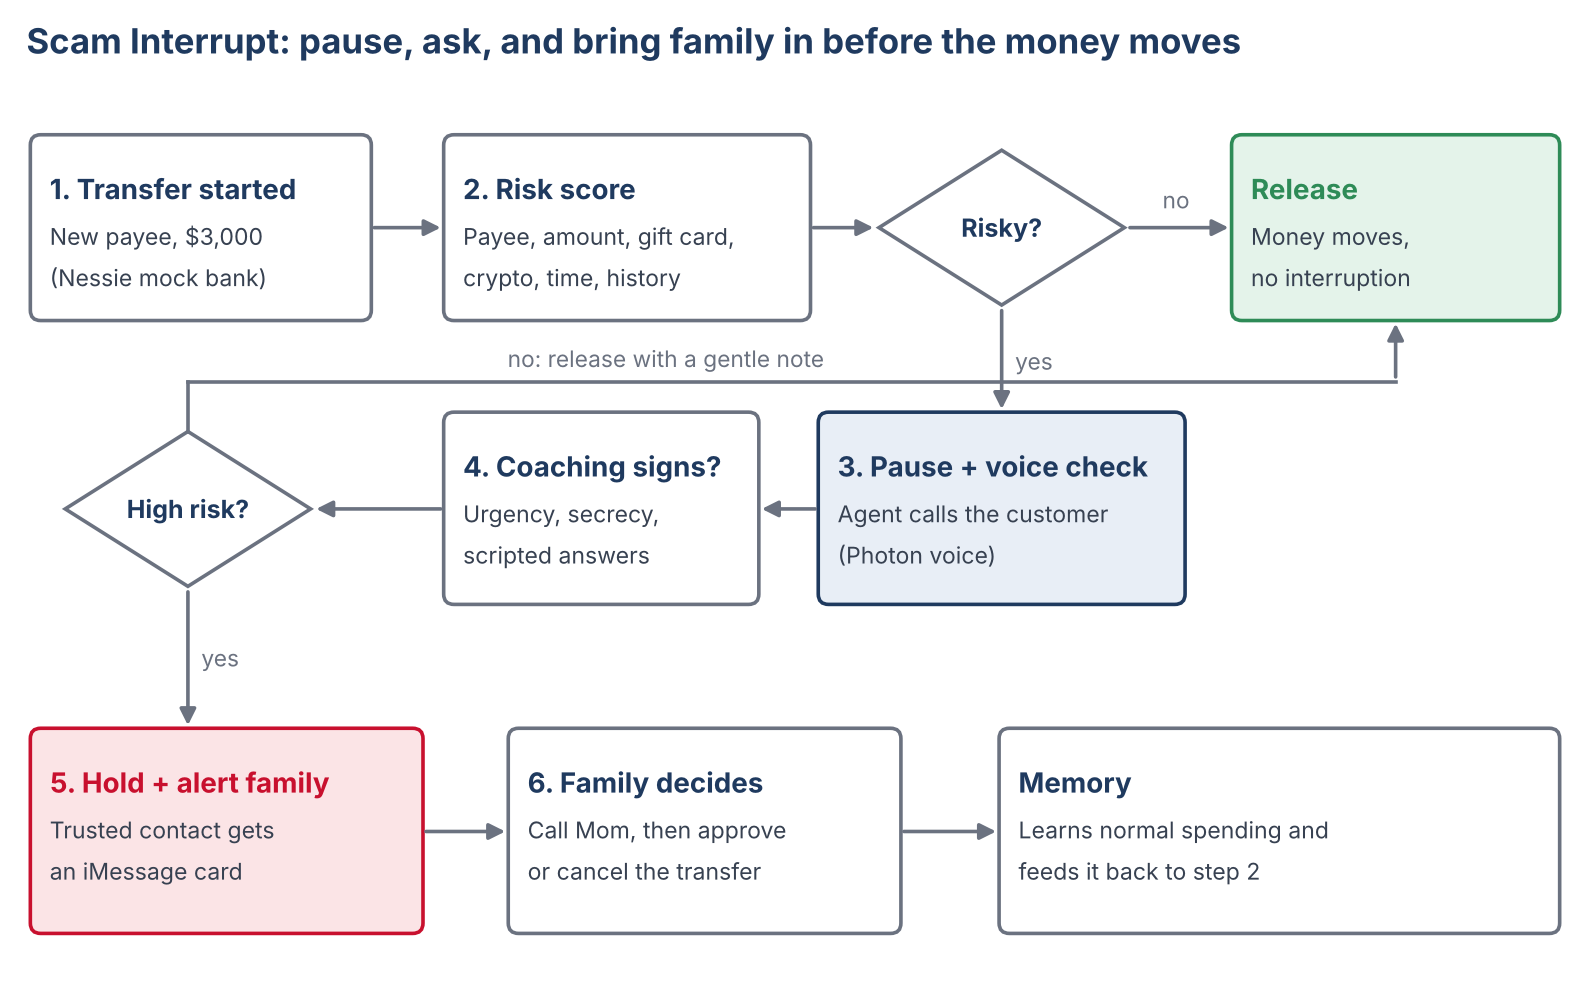 Scam Interrupt: pause, ask, and bring family in before the money moves
1. Transfer started
New payee, $3,000
(Nessie mock bank)
2. Risk score
Payee, amount, gift card,
crypto, time, history
Risky?
no
Release
Money moves,
no interruption
no: release with a gentle note
yes
High risk?
4. Coaching signs?
Urgency, secrecy,
scripted answers
3. Pause + voice check
Agent calls the customer
(Photon voice)
yes
5. Hold + alert family
Trusted contact gets
an iMessage card
6. Family decides
Call Mom, then approve
or cancel the transfer
Memory
Learns normal spending and
feeds it back to step 2